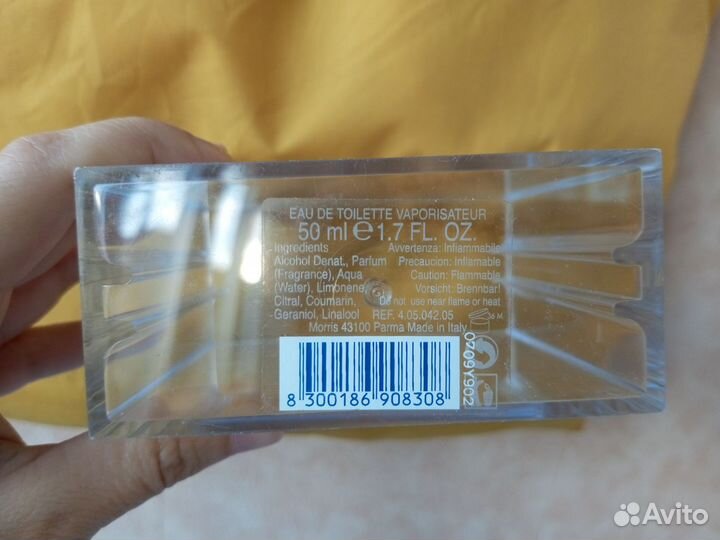 EAU DE TOILETTE VAPORISATEUR
50 ml ℮ 1.7 FL. OZ.
Ingredients
Alcohol Denat., Parfum
(Fragrance), Aqua
(Water), Limonene,
Citral, Coumarin,
Geraniol, Linalool
Avvertenza: Infiammabile
Precaucion: Inflamable
Caution: Flammable
Vorsicht: Brennbar!
Do not use near flame or heat
REF. 4.05.042.05
Morris 43100 Parma Made in Italy
6 M
0709Y902
8 300186 908308
Avito